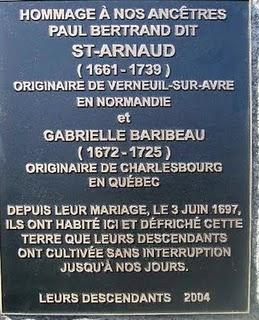 HOMMAGE À NOS ANCÊTRES
PAUL BERTRAND DIT
ST-ARNAUD
( 1661 - 1739 )
ORIGINAIRE DE VERNEUIL-SUR-AVRE
EN NORMANDIE
et
GABRIELLE BARIBEAU
( 1672 - 1725 )
ORIGINAIRE DE CHARLESBOURG
EN QUÉBEC
DEPUIS LEUR MARIAGE, LE 3 JUIN 1697,
ILS ONT HABITÉ ICI ET DÉFRICHÉ CETTE
TERRE QUE LEURS DESCENDANTS
ONT CULTIVÉE SANS INTERRUPTION
JUSQU'À NOS JOURS.
LEURS DESCENDANTS 2004